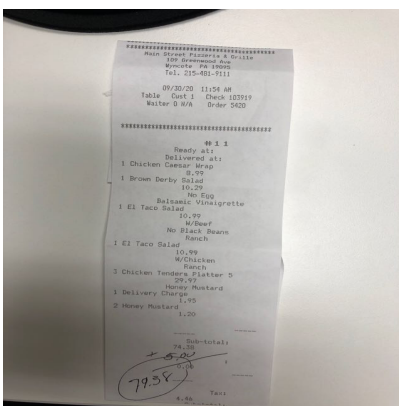 ************************************
Main Street Pizzeria & Grille
109 Greenwood Ave
Wyncote PA 19095
Tel. 215-481-9111
09/30/20 11:54 AM
Table Cust 1 Check 103919
Waiter 0 N/A Order 5420
************************************
#11
Ready at:
Delivered at:
1 Chicken Caesar Wrap
8.99
1 Brown Derby Salad
10.29
No Egg
Balsamic Vinaigrette
1 El Taco Salad
10.99
W/Beef
No Black Beans
Ranch
1 El Taco Salad
10.99
W/Chicken
Ranch
3 Chicken Tenders Platter 5
29.97
Honey Mustard
1 Delivery Charge
1.95
2 Honey Mustard
1.20
Sub-total:
74.38
+ 5.00
0.00
79.38
Tax:
4.46